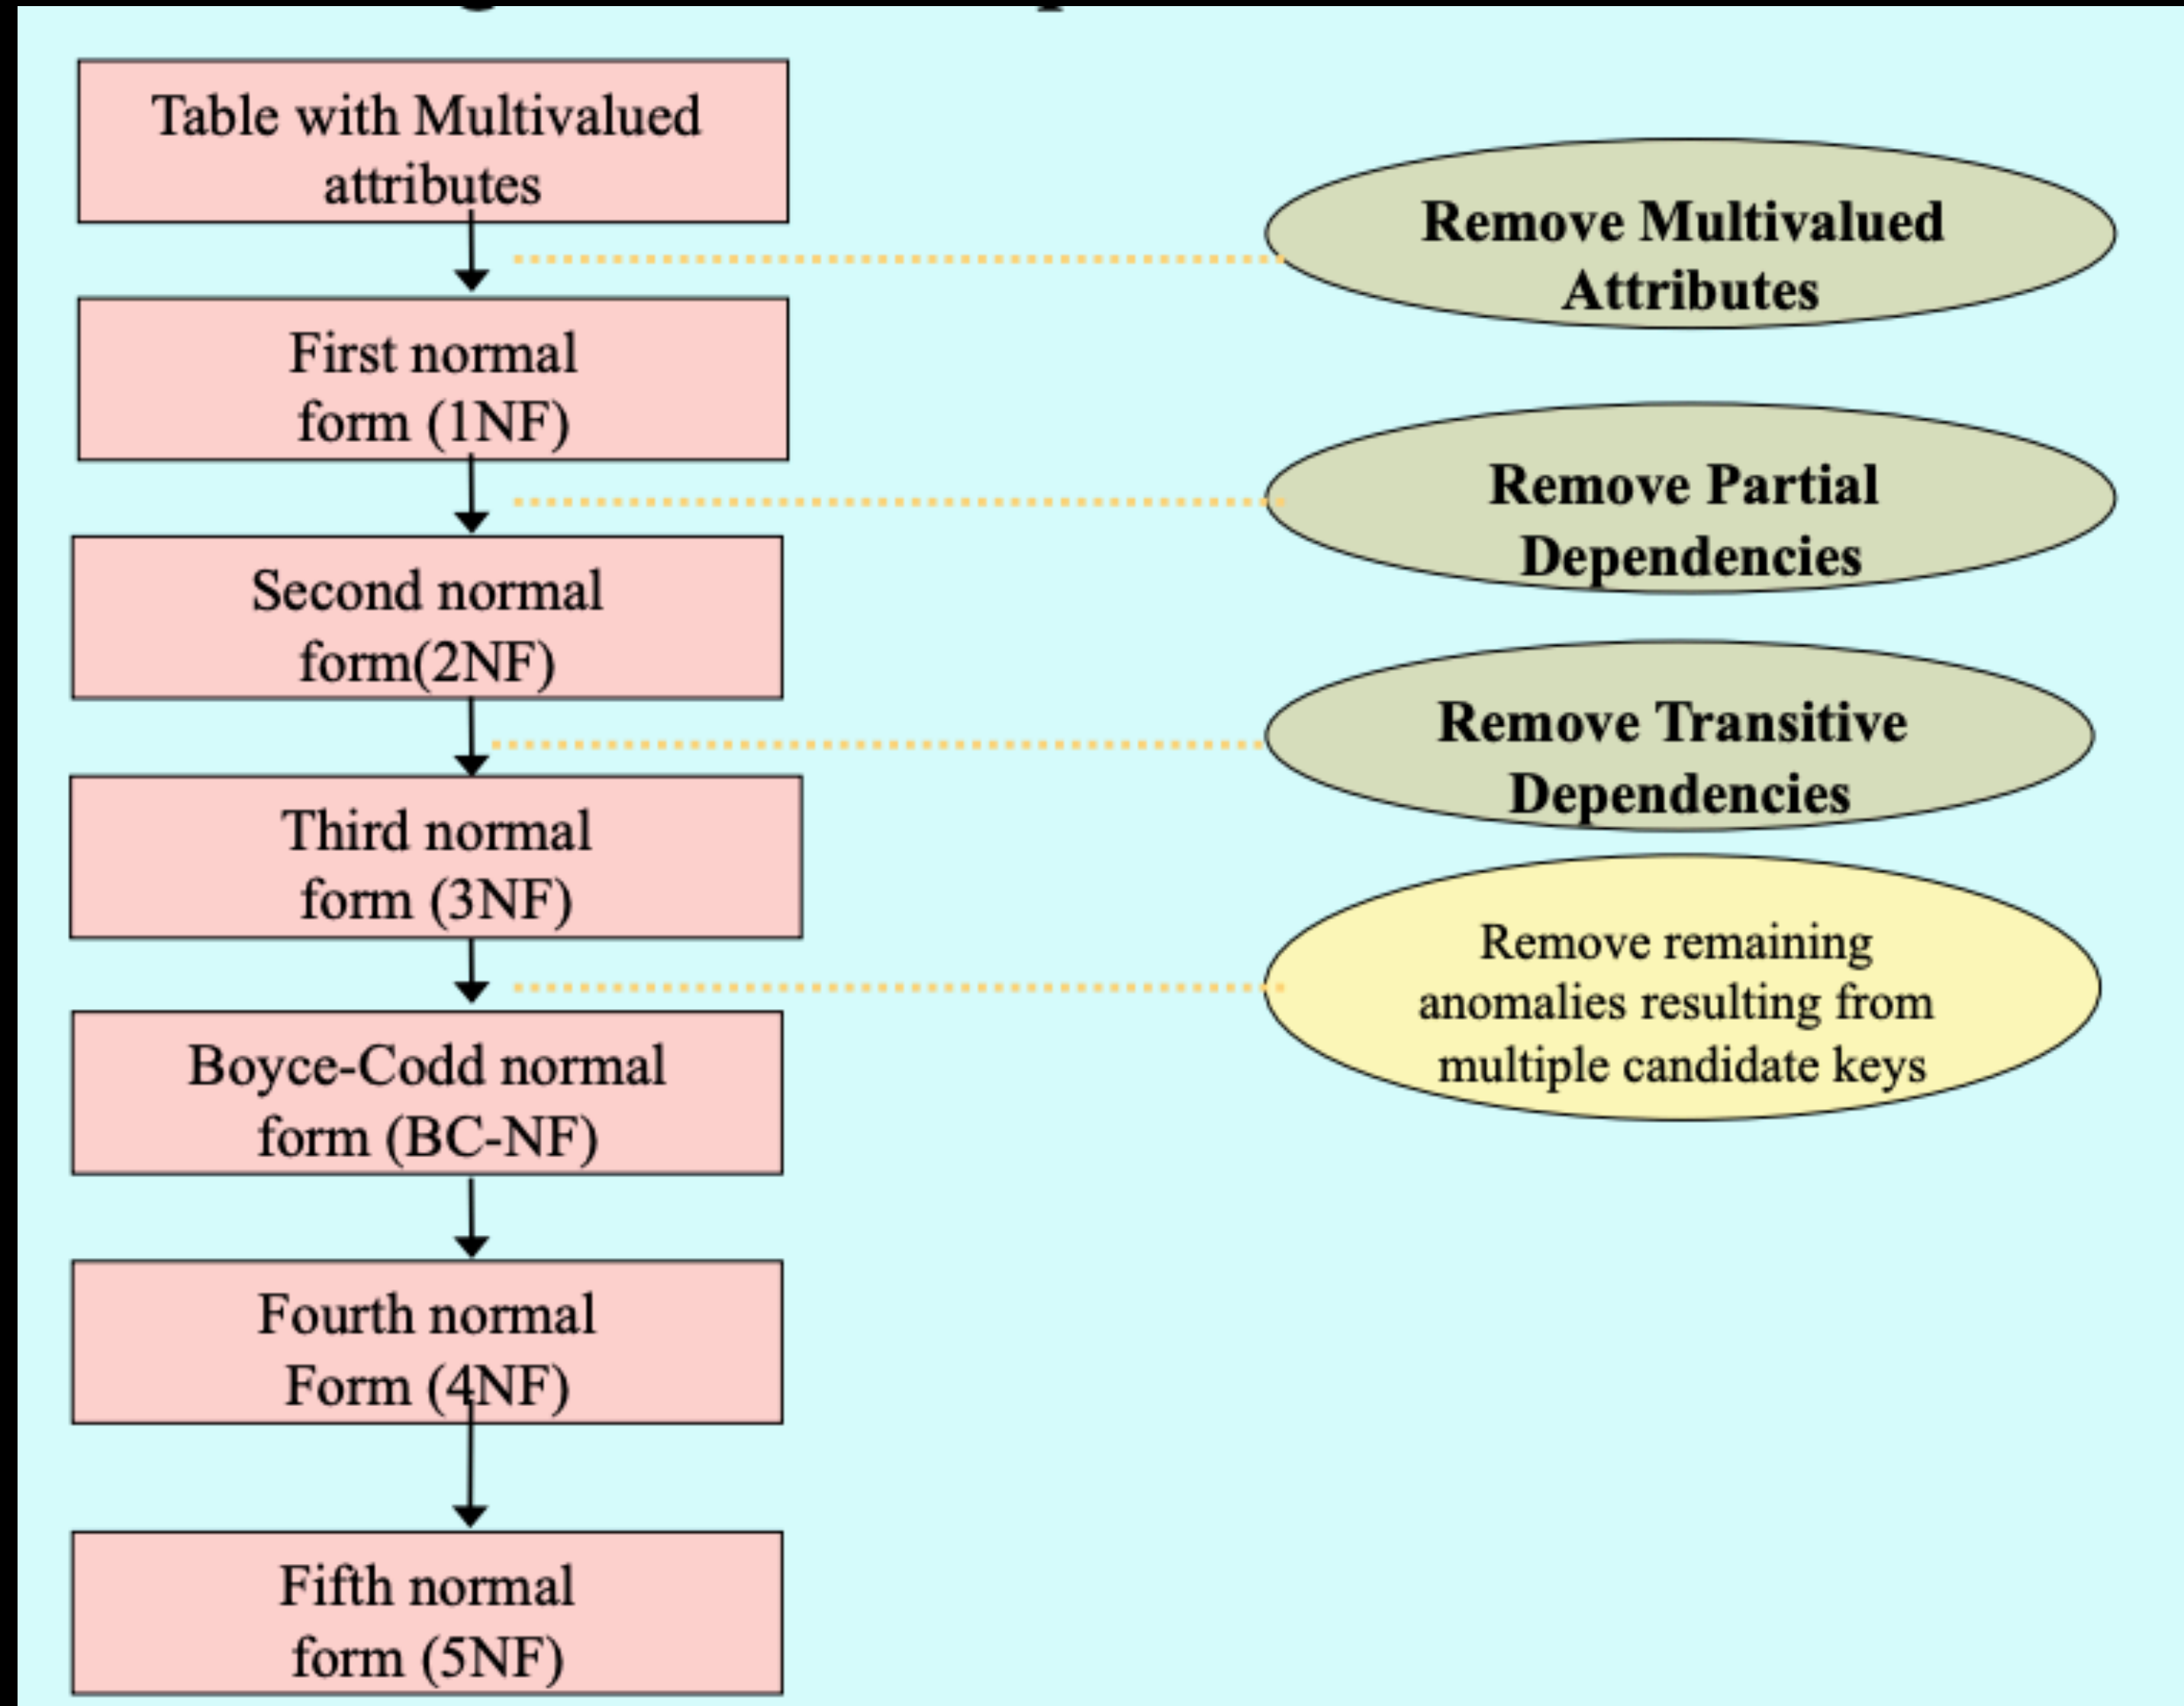 Table with Multivalued
attributes
Remove Multivalued
Attributes
First normal
form (1NF)
Remove Partial
Dependencies
Second normal
form(2NF)
Remove Transitive
Dependencies
Third normal
form (3NF)
Remove remaining
anomalies resulting from
multiple candidate keys
Boyce-Codd normal
form (BC-NF)
Fourth normal
Form (4NF)
Fifth normal
form (5NF)